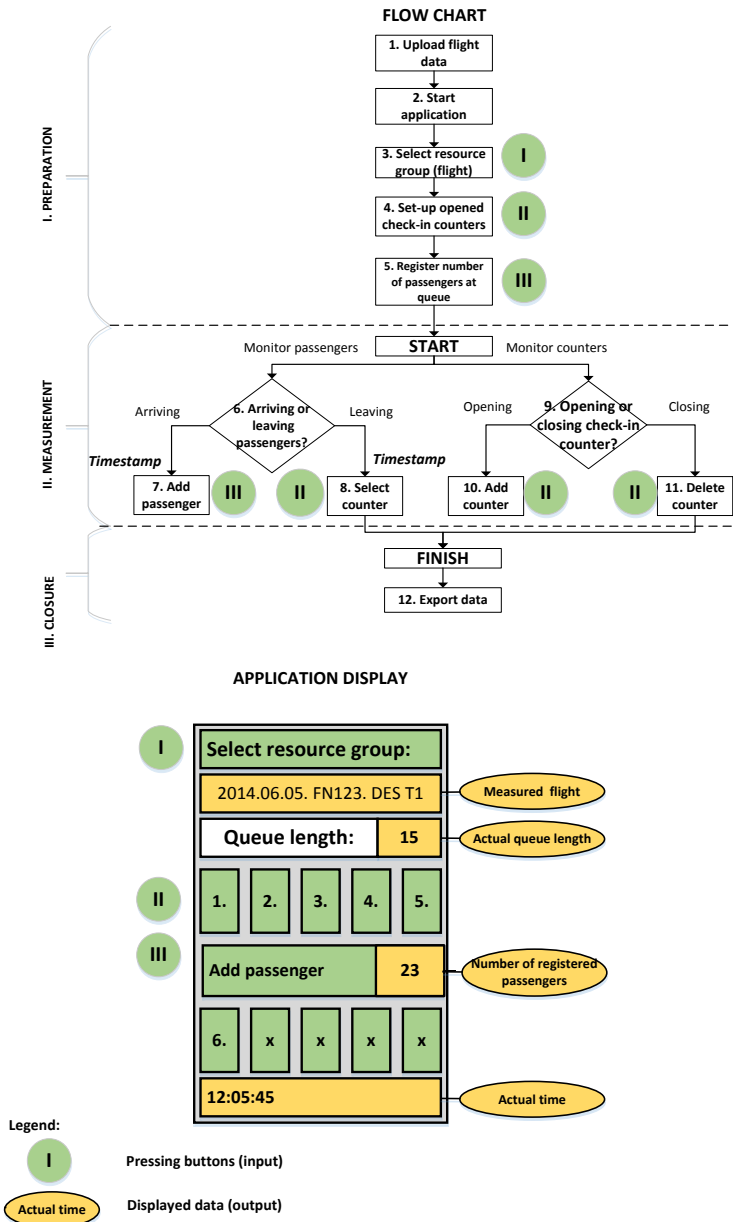 FLOW CHART
1. Upload flight
data
2. Start
application
3. Select resource
group (flight)
I
4. Set-up opened
check-in counters
II
5. Register number
of passengers at
queue
III
I. PREPARATION
START
Monitor passengers
Monitor counters
6. Arriving or
leaving
passengers?
Arriving
Leaving
9. Opening or
closing check-in
counter?
Opening
Closing
Timestamp
Timestamp
7. Add
passenger
III
II
8. Select
counter
10. Add
counter
II
II
11. Delete
counter
II. MEASUREMENT
FINISH
12. Export data
III. CLOSURE
APPLICATION DISPLAY
I
Select resource group:
2014.06.05. FN123. DES T1
Measured flight
Queue length:
15
Actual queue length
II
1.
2.
3.
4.
5.
III
Add passenger
23
Number of registered
passengers
6.
x
x
x
x
12:05:45
Actual time
Legend:
I
Pressing buttons (input)
Actual time
Displayed data (output)